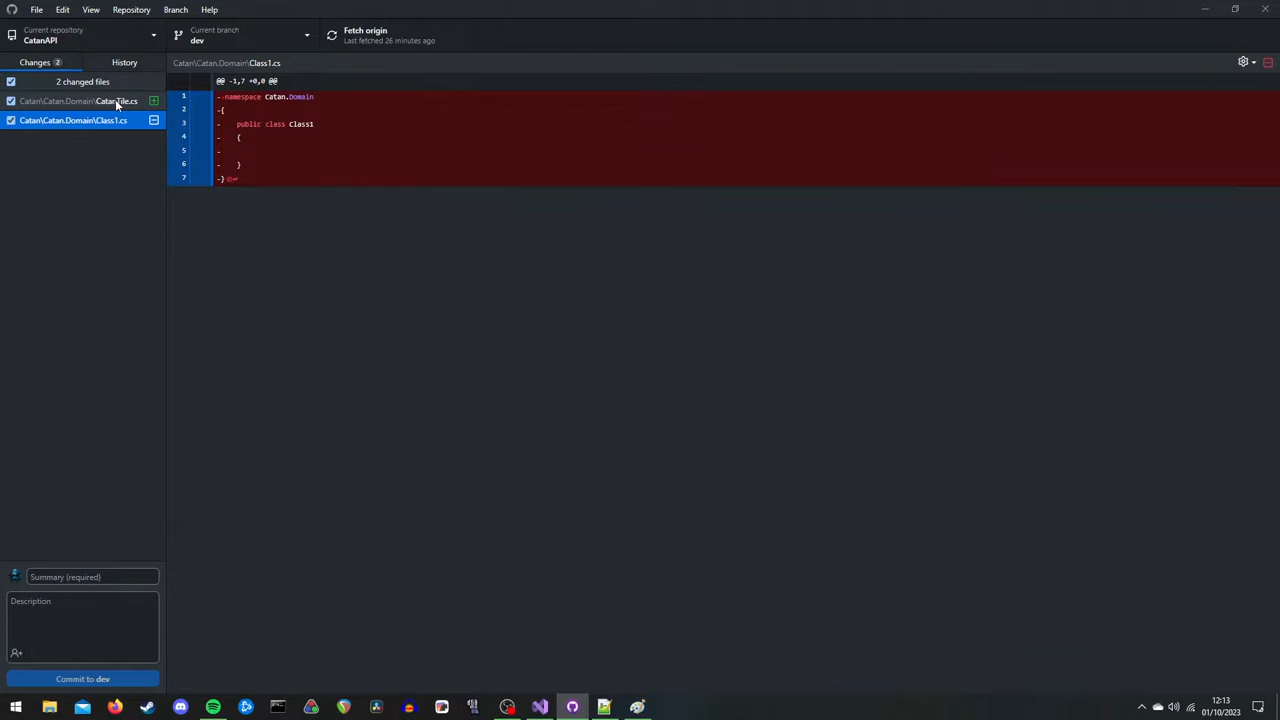 File Edit View Repository Branch Help
Current repository
CatanAPI
Current branch
dev
Fetch origin
Last fetched 26 minutes ago
Changes 2
History
Catan\Catan.Domain\Class1.cs
2 changed files
@@ -1,7 +0,0 @@
Catan\Catan.Domain\CatanTile.cs
Catan\Catan.Domain\Class1.cs
1 -namespace Catan.Domain
2 -{
3 - public class Class1
4 - {
5 -
6 - }
7 -}
Summary (required)
Description
Commit to dev
12:13
01/10/2023